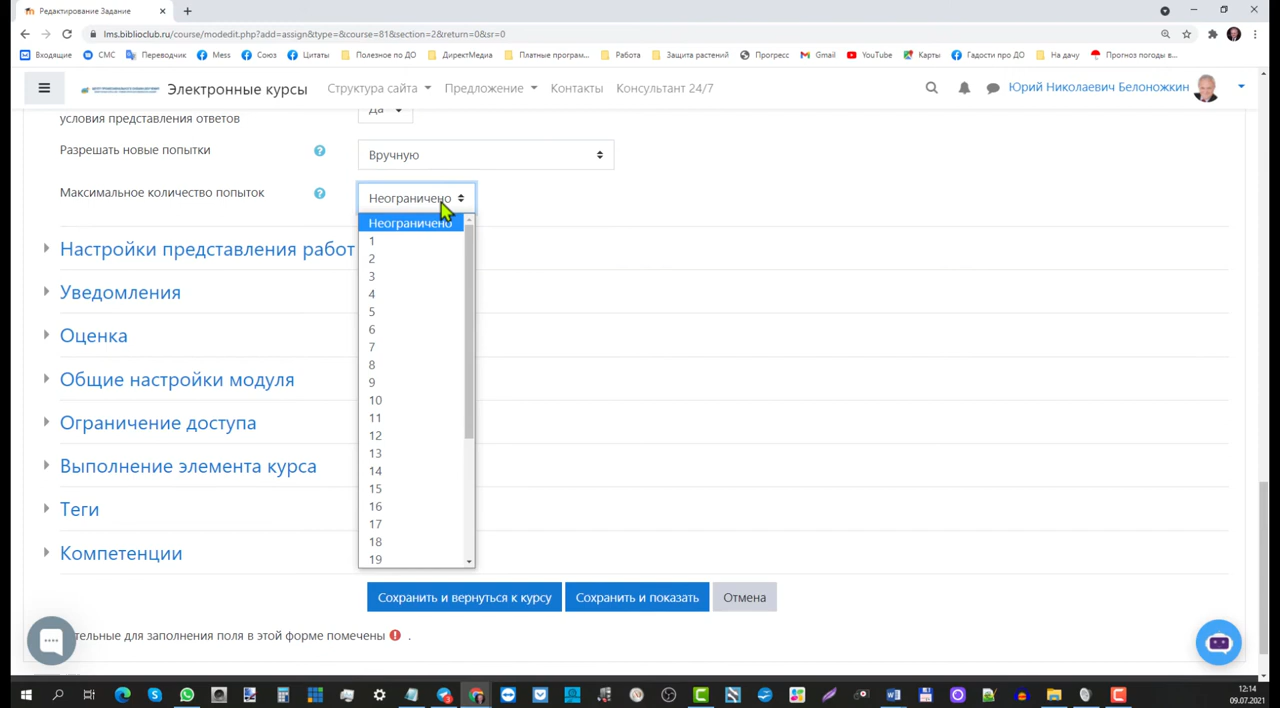 Редактирование Задание
lms.biblioclub.ru/course/modedit.php?add=assign&type=&course=81&section=2&return=0&sr=0
Входящие СМС Переводчик Mess Союз Цитаты Полезное по ДО ДиректМедиа Платные програм... Работа Защита растений Прогресс Gmail YouTube Карты Гадости про ДО На дачу Прогноз погоды в...
Электронные курсы Структура сайта Предложение Контакты Консультант 24/7 Юрий Николаевич Белоножкин
условия представления ответов Да
Разрешать новые попытки Вручную
Максимальное количество попыток Неограничено
Неограничено
1
2
3
4
5
6
7
8
9
10
11
12
13
14
15
16
17
18
19
Настройки представления работ
Уведомления
Оценка
Общие настройки модуля
Ограничение доступа
Выполнение элемента курса
Теги
Компетенции
Сохранить и вернуться к курсу Сохранить и показать Отмена
тельные для заполнения поля в этой форме помечены .
12:14
09.07.2021